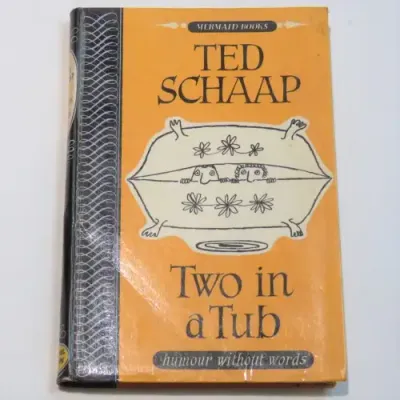 MERMAID BOOKS
TED
SCHAAP
Two in
a Tub
humour without words